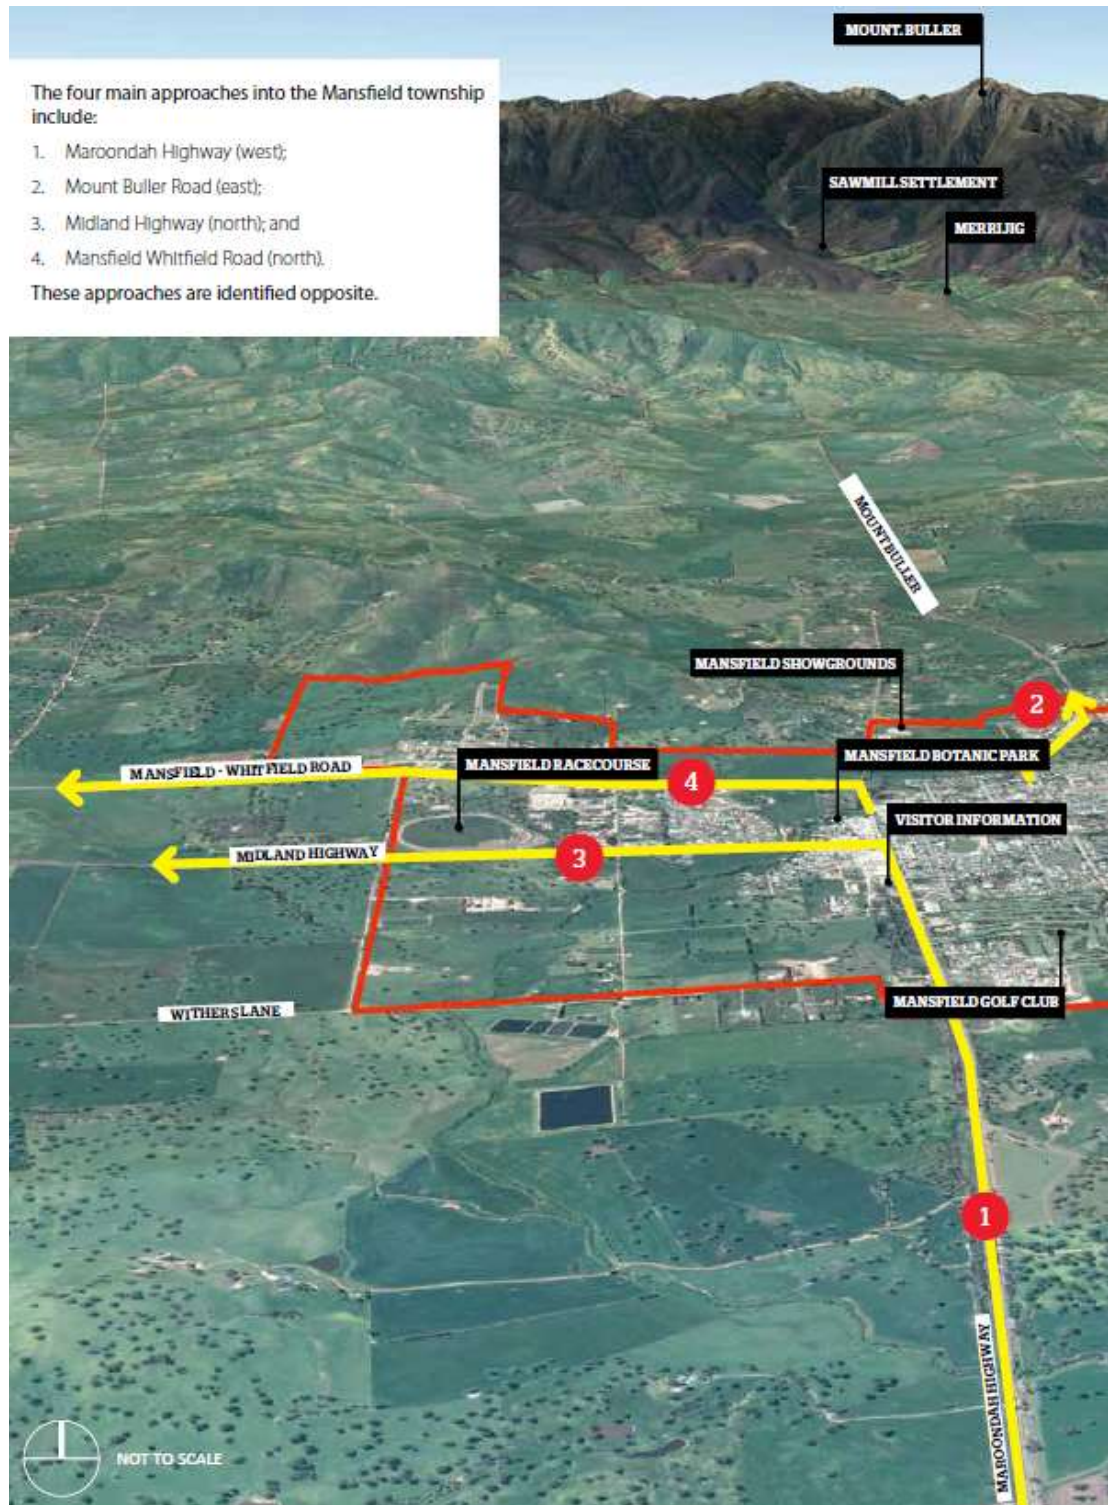 MOUNT. BULLER
The four main approaches into the Mansfield township
include:
1. Maroondah Highway (west);
2. Mount Buller Road (east);
3. Midland Highway (north); and
4. Mansfield Whitfield Road (north).
These approaches are identified opposite.
SAWMILL SETTLEMENT
MERRIJIG
MOUNT BULLER
MANSFIELD SHOWGROUNDS
2
MANSFIELD - WHITFIELD ROAD
MANSFIELD RACECOURSE
MANSFIELD BOTANIC PARK
4
VISITOR INFORMATION
MIDLAND HIGHWAY
3
WITHERS LANE
MANSFIELD GOLF CLUB
1
MAROONDAH HIGHWAY
NOT TO SCALE